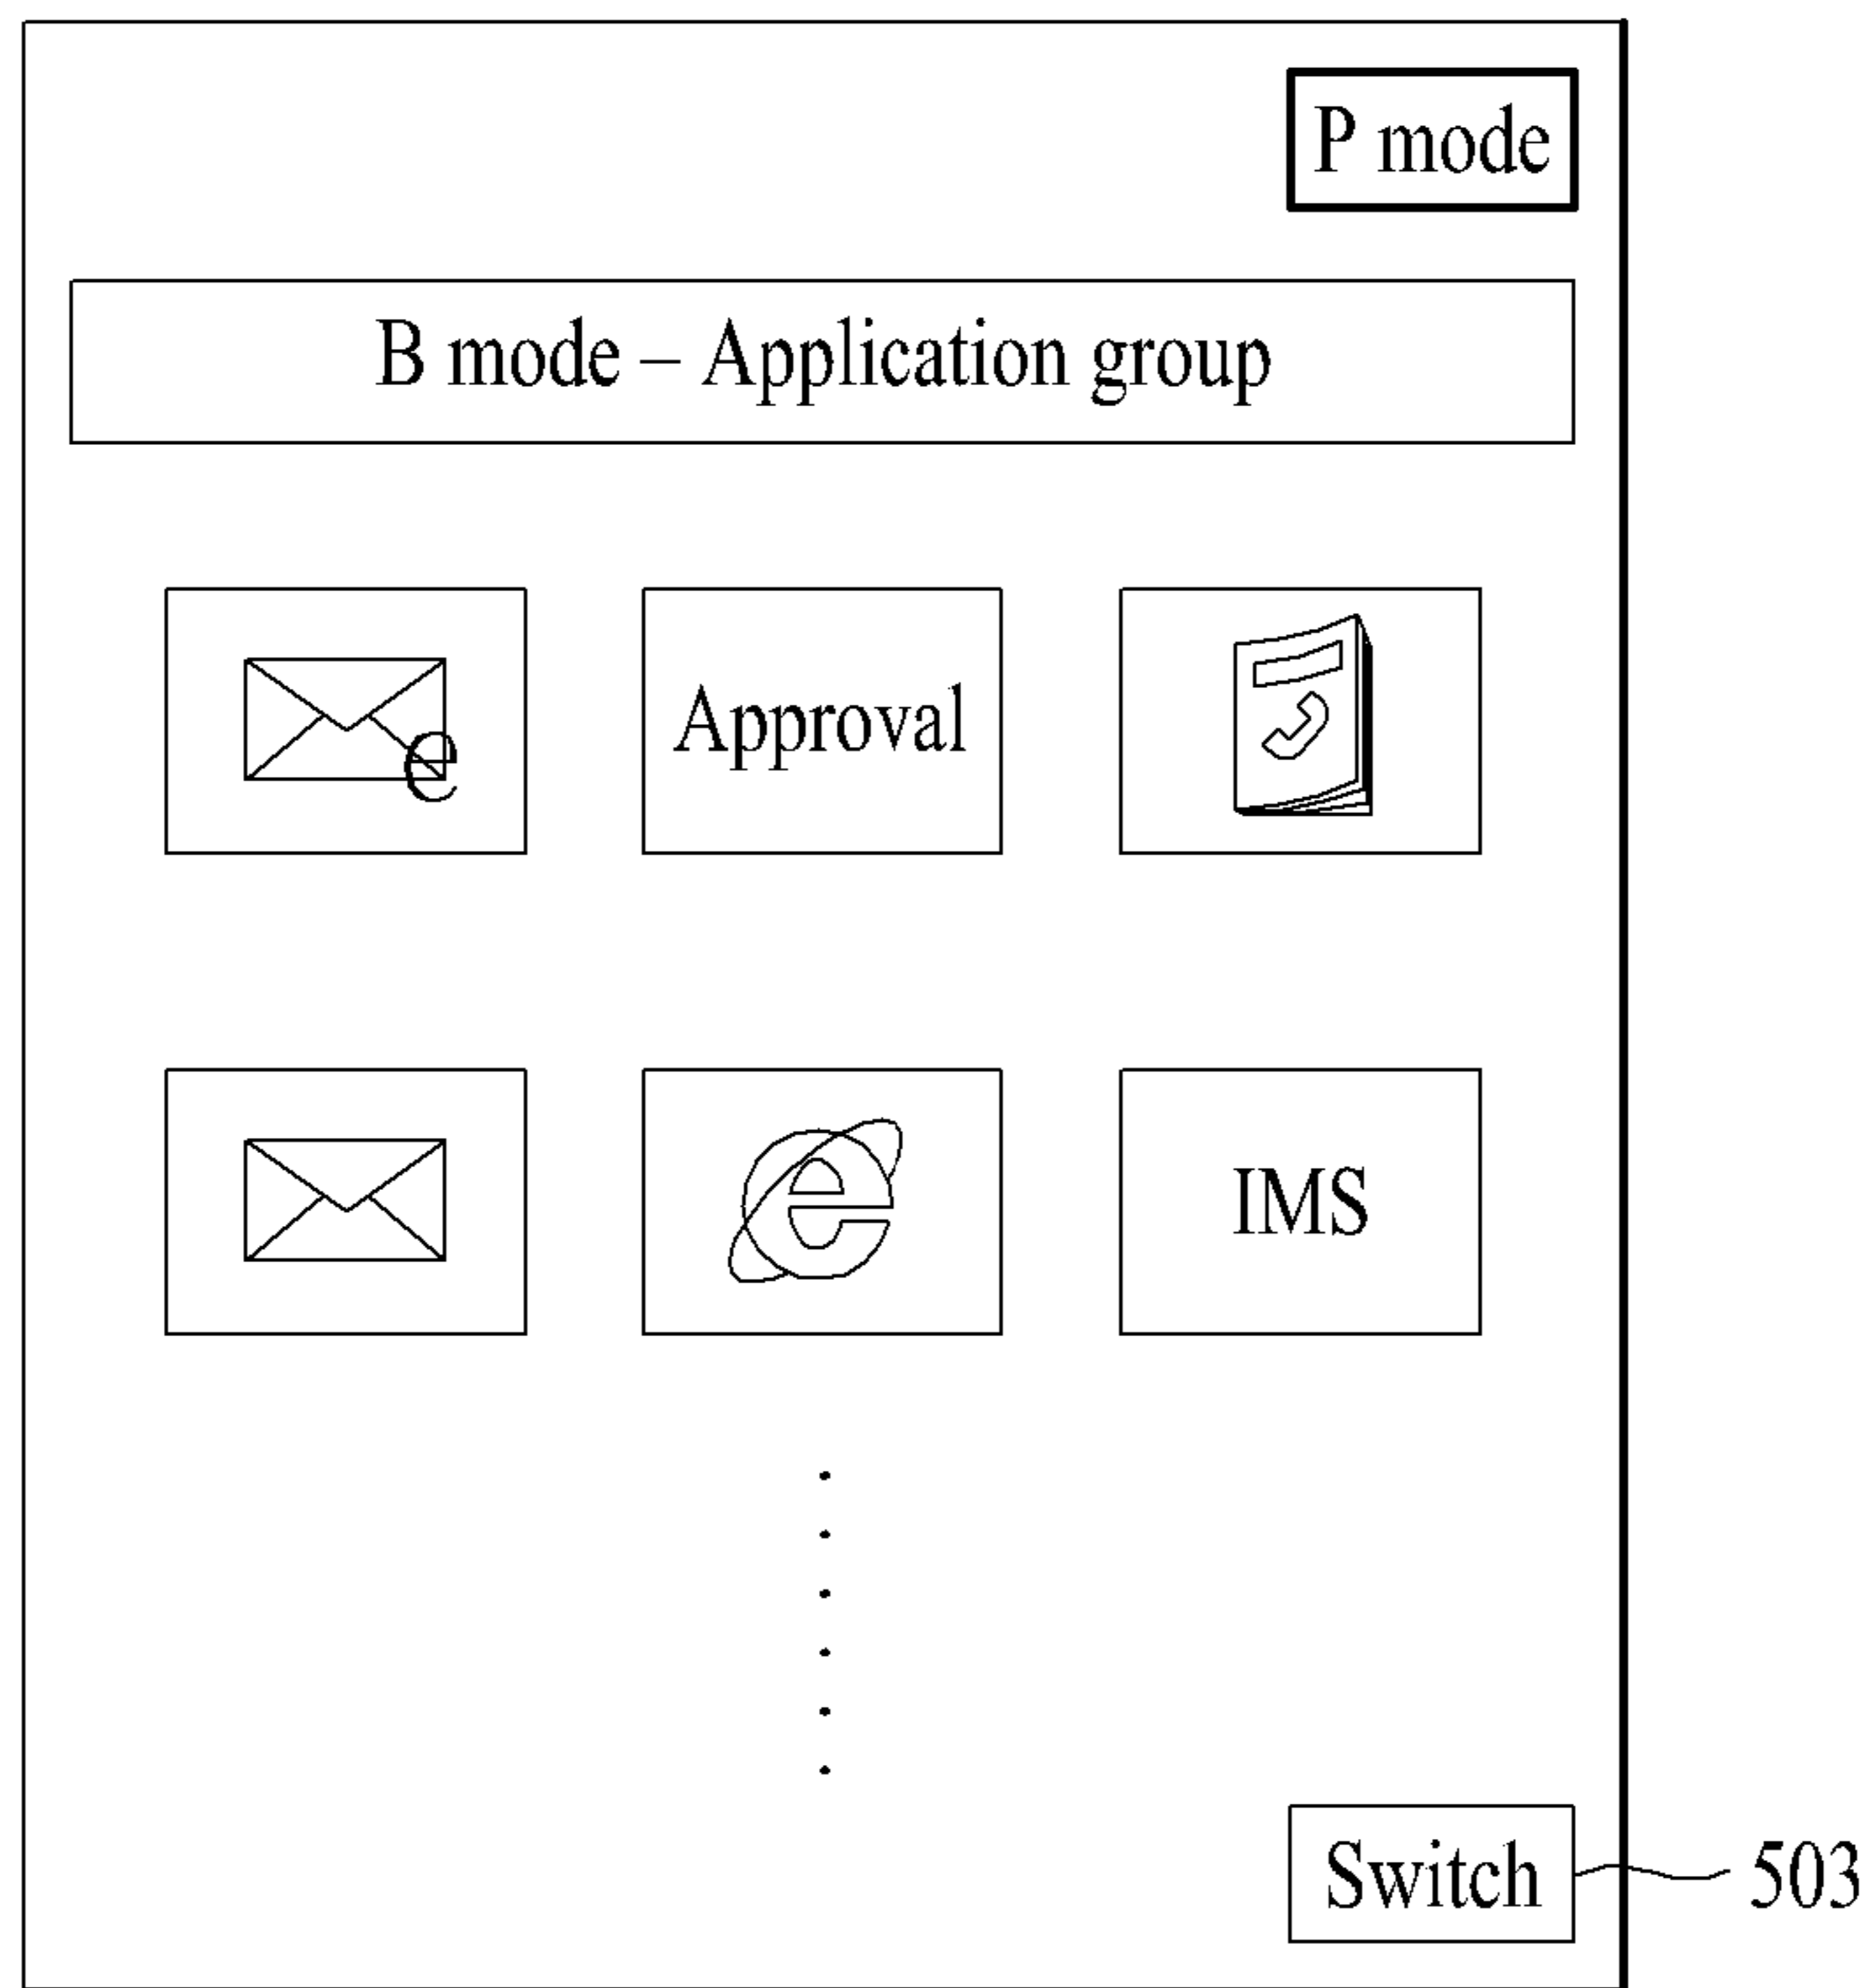 P mode
B mode – Application group
e
Approval
e
IMS
Switch
503